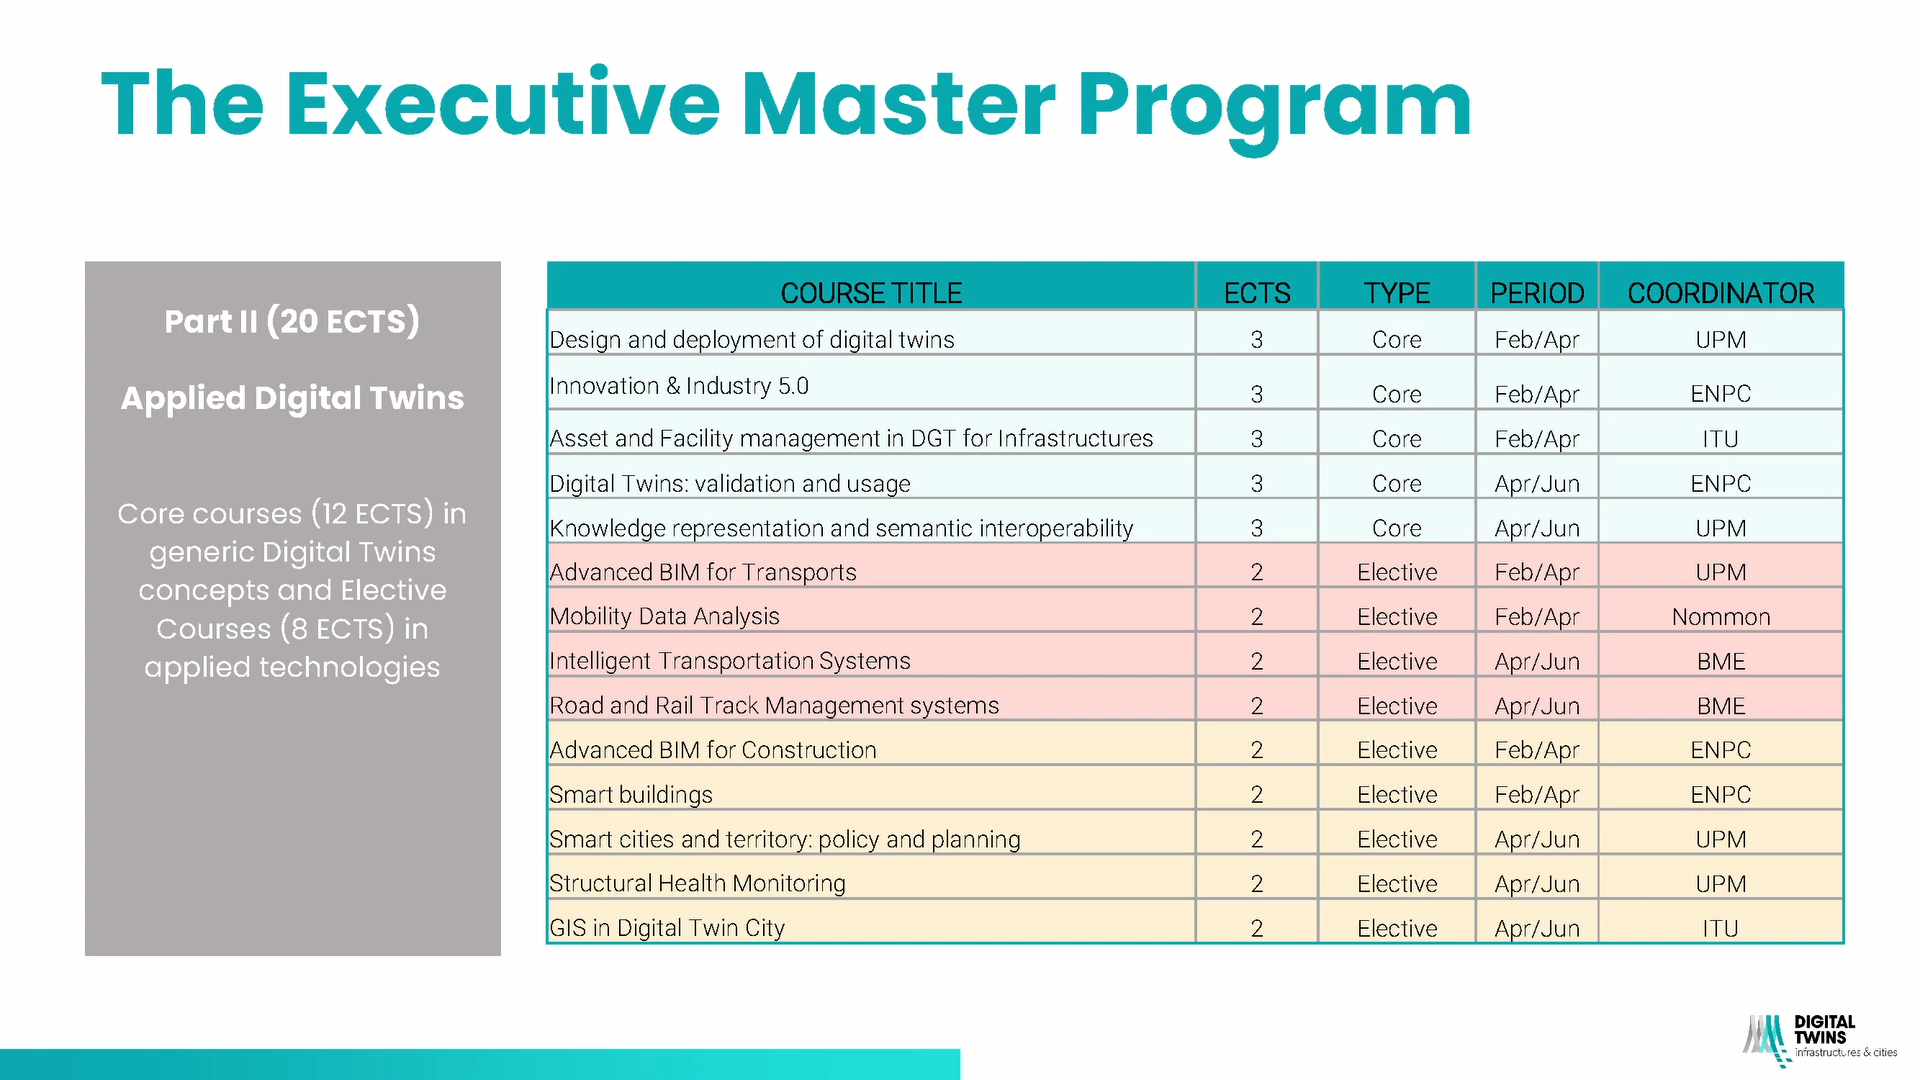 The Executive Master Program
Part II (20 ECTS)
Applied Digital Twins
Core courses (12 ECTS) in
generic Digital Twins
concepts and Elective
Courses (8 ECTS) in
applied technologies
COURSE TITLE ECTS TYPE PERIOD COORDINATOR
Design and deployment of digital twins 3 Core Feb/Apr UPM
Innovation & Industry 5.0 3 Core Feb/Apr ENPC
Asset and Facility management in DGT for Infrastructures 3 Core Feb/Apr ITU
Digital Twins: validation and usage 3 Core Apr/Jun ENPC
Knowledge representation and semantic interoperability 3 Core Apr/Jun UPM
Advanced BIM for Transports 2 Elective Feb/Apr UPM
Mobility Data Analysis 2 Elective Feb/Apr Nommon
Intelligent Transportation Systems 2 Elective Apr/Jun BME
Road and Rail Track Management systems 2 Elective Apr/Jun BME
Advanced BIM for Construction 2 Elective Feb/Apr ENPC
Smart buildings 2 Elective Feb/Apr ENPC
Smart cities and territory: policy and planning 2 Elective Apr/Jun UPM
Structural Health Monitoring 2 Elective Apr/Jun UPM
GIS in Digital Twin City 2 Elective Apr/Jun ITU
DIGITAL
TWINS
infrastructures & cities